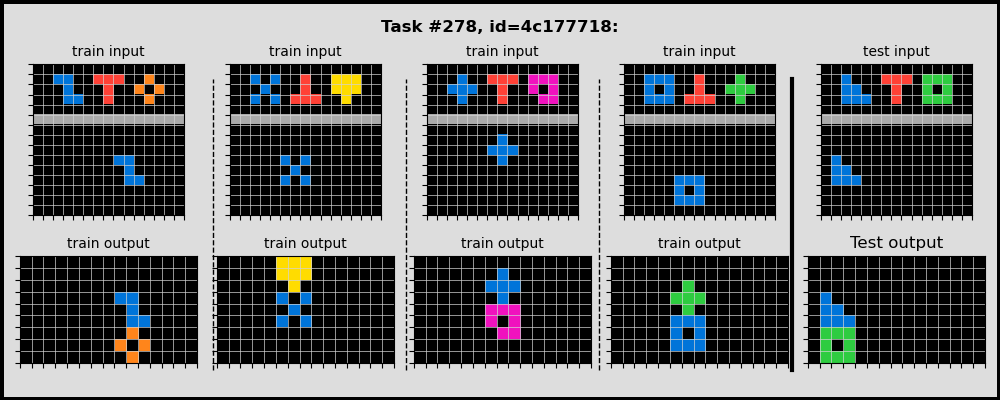 Task #278, id=4c177718:
train input train input train input train input test input
train output train output train output train output Test output